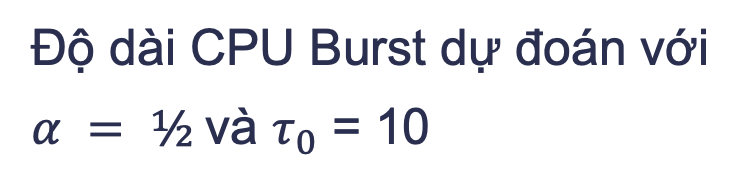 Độ dài CPU Burst dự đoán với
𝛼 = ½ và 𝜏₀ = 10